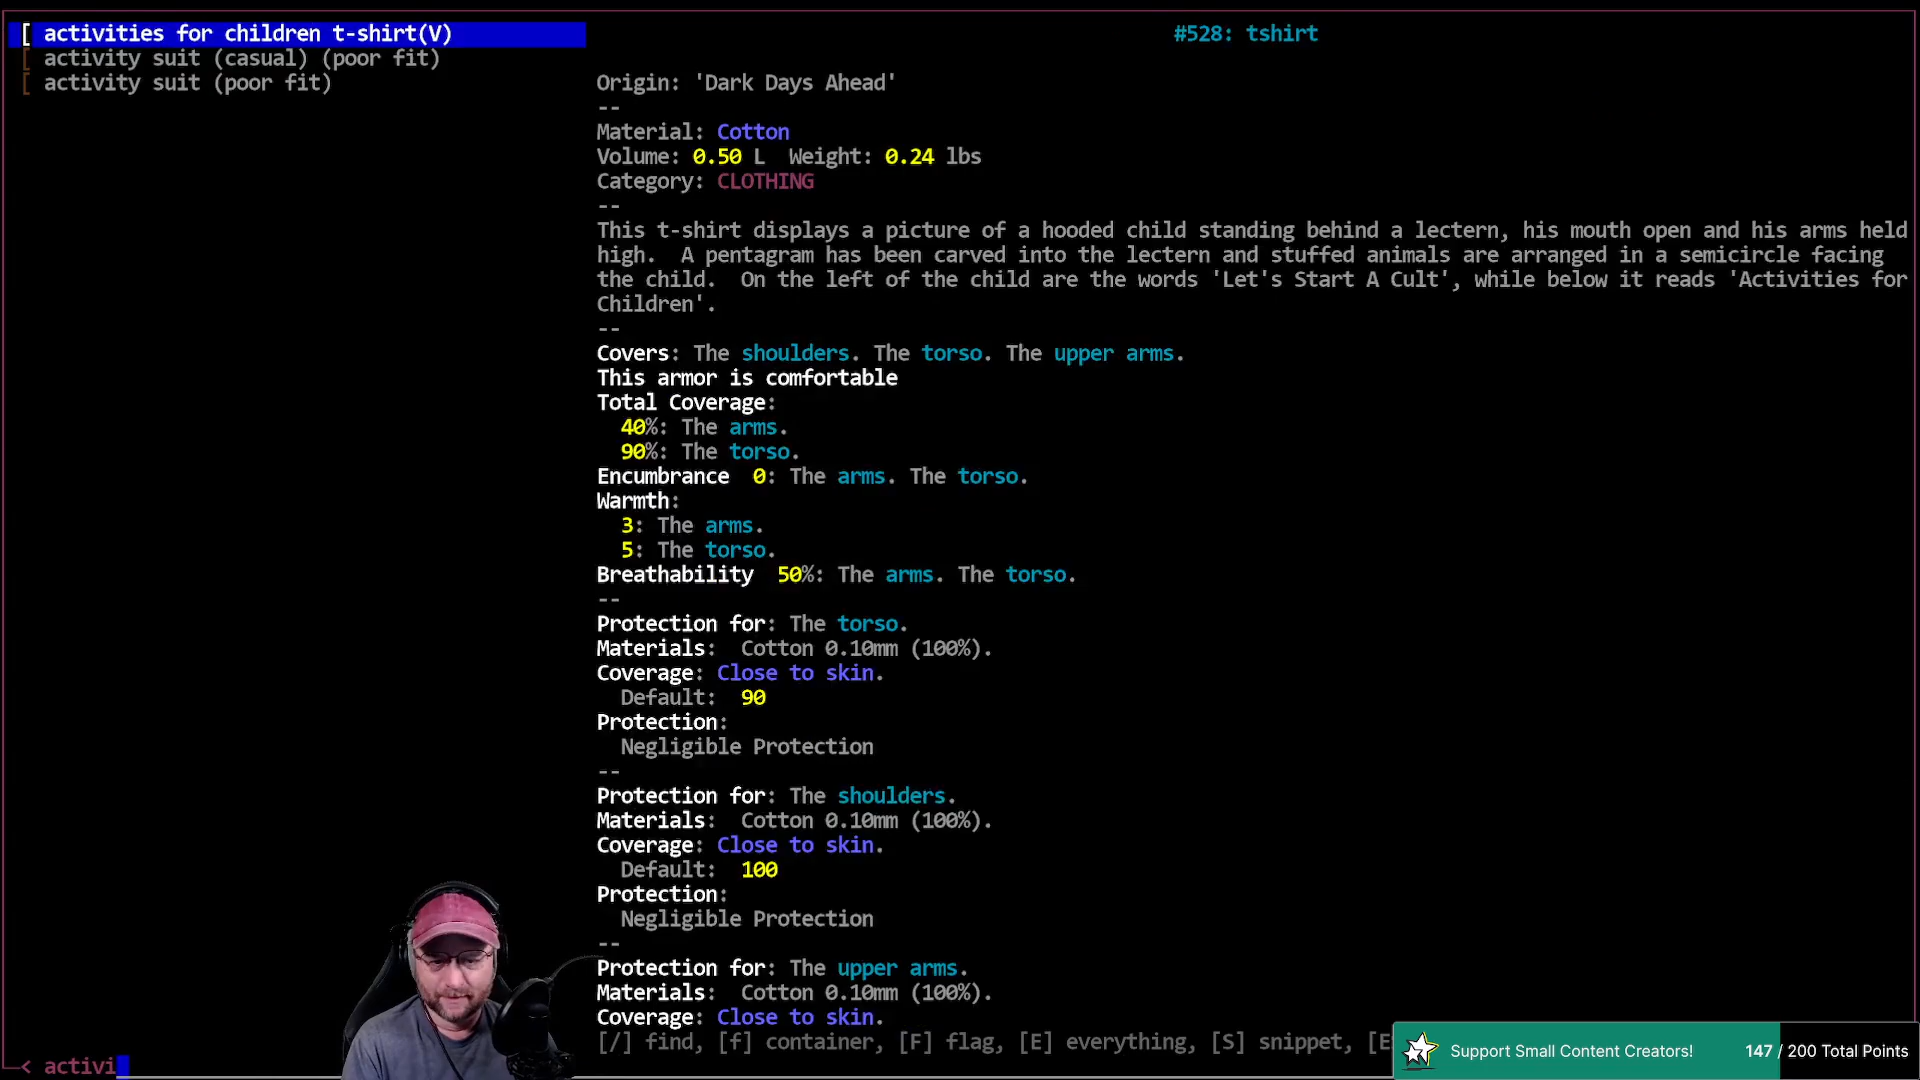 [ activities for children t-shirt(V)
[ activity suit (casual) (poor fit)
[ activity suit (poor fit)
#528: tshirt
Origin: 'Dark Days Ahead'
--
Material: Cotton
Volume: 0.50 L  Weight: 0.24 lbs
Category: CLOTHING
--
This t-shirt displays a picture of a hooded child standing behind a lectern, his mouth open and his arms held
high.  A pentagram has been carved into the lectern and stuffed animals are arranged in a semicircle facing
the child.  On the left of the child are the words 'Let's Start A Cult', while below it reads 'Activities for
Children'.
--
Covers: The shoulders. The torso. The upper arms.
This armor is comfortable
Total Coverage:
40%: The arms.
90%: The torso.
Encumbrance  0: The arms. The torso.
Warmth:
3: The arms.
5: The torso.
Breathability  50%: The arms. The torso.
--
Protection for: The torso.
Materials:  Cotton 0.10mm (100%).
Coverage: Close to skin.
Default:  90
Protection:
Negligible Protection
--
Protection for: The shoulders.
Materials:  Cotton 0.10mm (100%).
Coverage: Close to skin.
Default:  100
Protection:
Negligible Protection
--
Protection for: The upper arms.
Materials:  Cotton 0.10mm (100%).
Coverage: Close to skin.
[/] find, [f] container, [F] flag, [E] everything, [S] snippet, [E
< activi
Support Small Content Creators! 147 / 200 Total Points